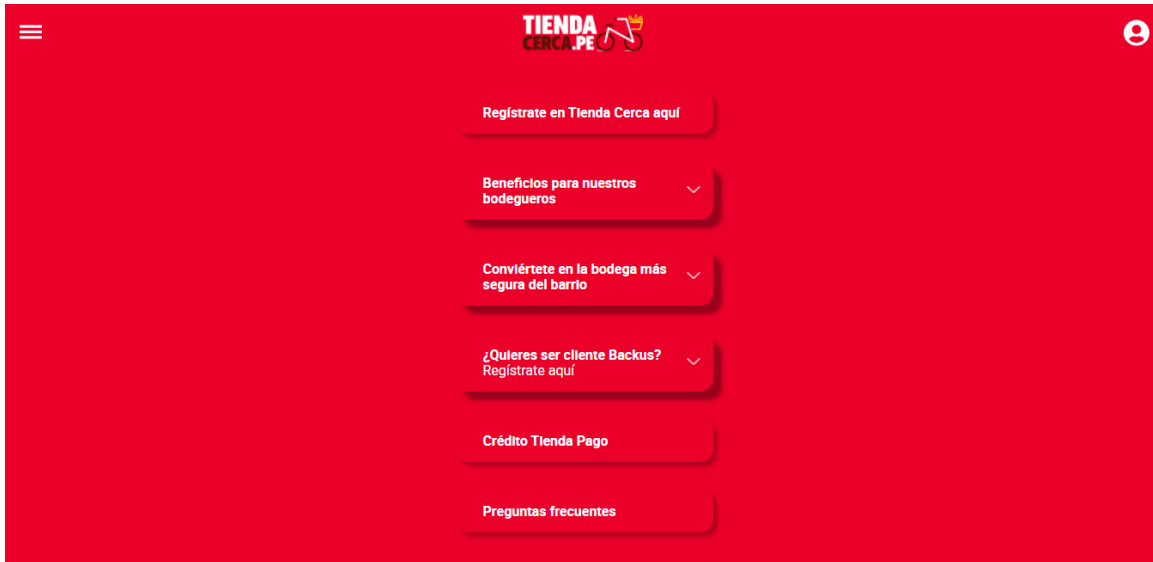 TIENDA
CERCA.PE
Regístrate en Tienda Cerca aquí
Beneficios para nuestros
bodegueros
Conviértete en la bodega más
segura del barrio
¿Quieres ser cliente Backus?
Regístrate aquí
Crédito Tienda Pago
Preguntas frecuentes